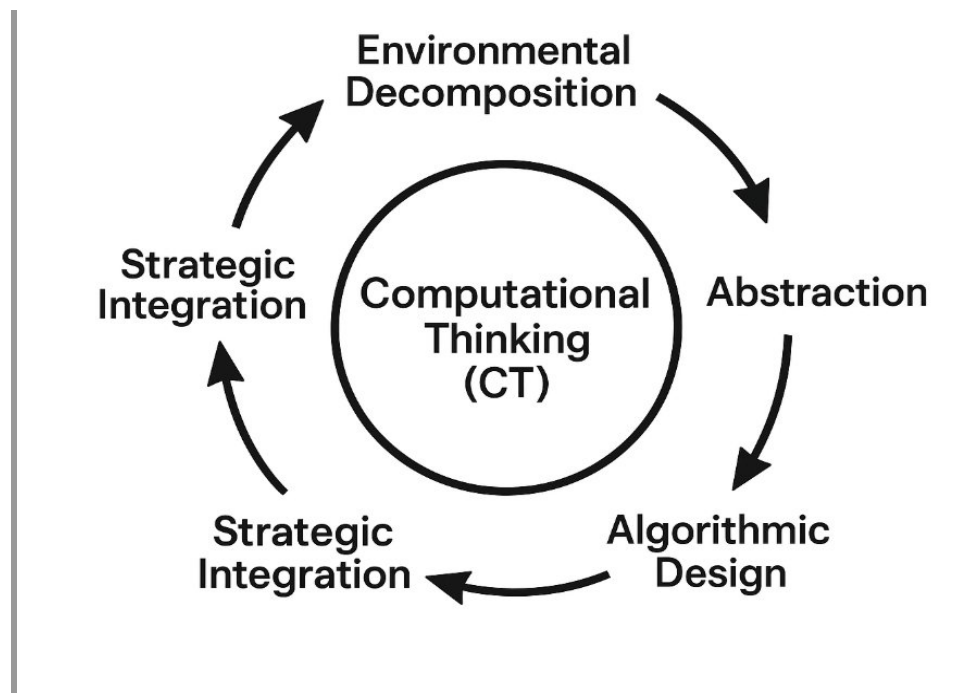 Environmental
Decomposition
Abstraction
Algorithmic
Design
Strategic
Integration
Strategic
Integration
Computational
Thinking
(CT)